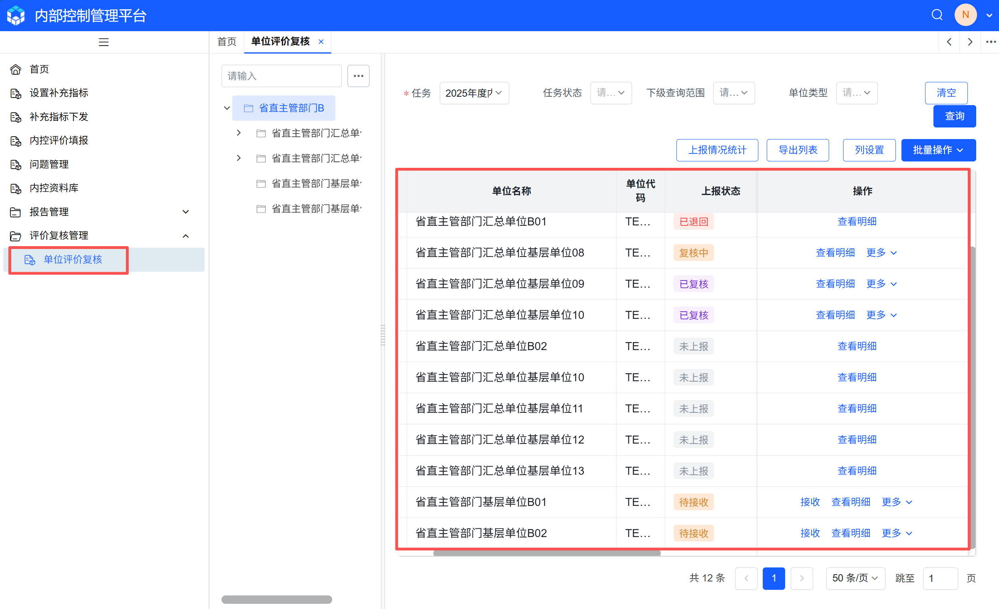 内部控制管理平台
N
首页
单位评价复核
首页
设置补充指标
补充指标下发
内控评价填报
问题管理
内控资料库
报告管理
评价复核管理
单位评价复核
请输入
省直主管部门B
省直主管部门汇总单
省直主管部门汇总单
省直主管部门基层单
省直主管部门基层单
* 任务 2025年度 任务状态 请... 下级查询范围 请... 单位类型 请... 清空
查询
上报情况统计 导出列表 列设置 批量操作
单位名称 单位代码 上报状态 操作
省直主管部门汇总单位B01 TE... 已退回 查看明细
省直主管部门汇总单位基层单位08 TE... 复核中 查看明细 更多
省直主管部门汇总单位基层单位09 TE... 已复核 查看明细 更多
省直主管部门汇总单位基层单位10 TE... 已复核 查看明细 更多
省直主管部门汇总单位B02 TE... 未上报 查看明细
省直主管部门汇总单位基层单位10 TE... 未上报 查看明细
省直主管部门汇总单位基层单位11 TE... 未上报 查看明细
省直主管部门汇总单位基层单位12 TE... 未上报 查看明细
省直主管部门汇总单位基层单位13 TE... 未上报 查看明细
省直主管部门基层单位B01 TE... 待接收 接收 查看明细 更多
省直主管部门基层单位B02 TE... 待接收 接收 查看明细 更多
共 12 条 1 50 条/页 跳至 1 页